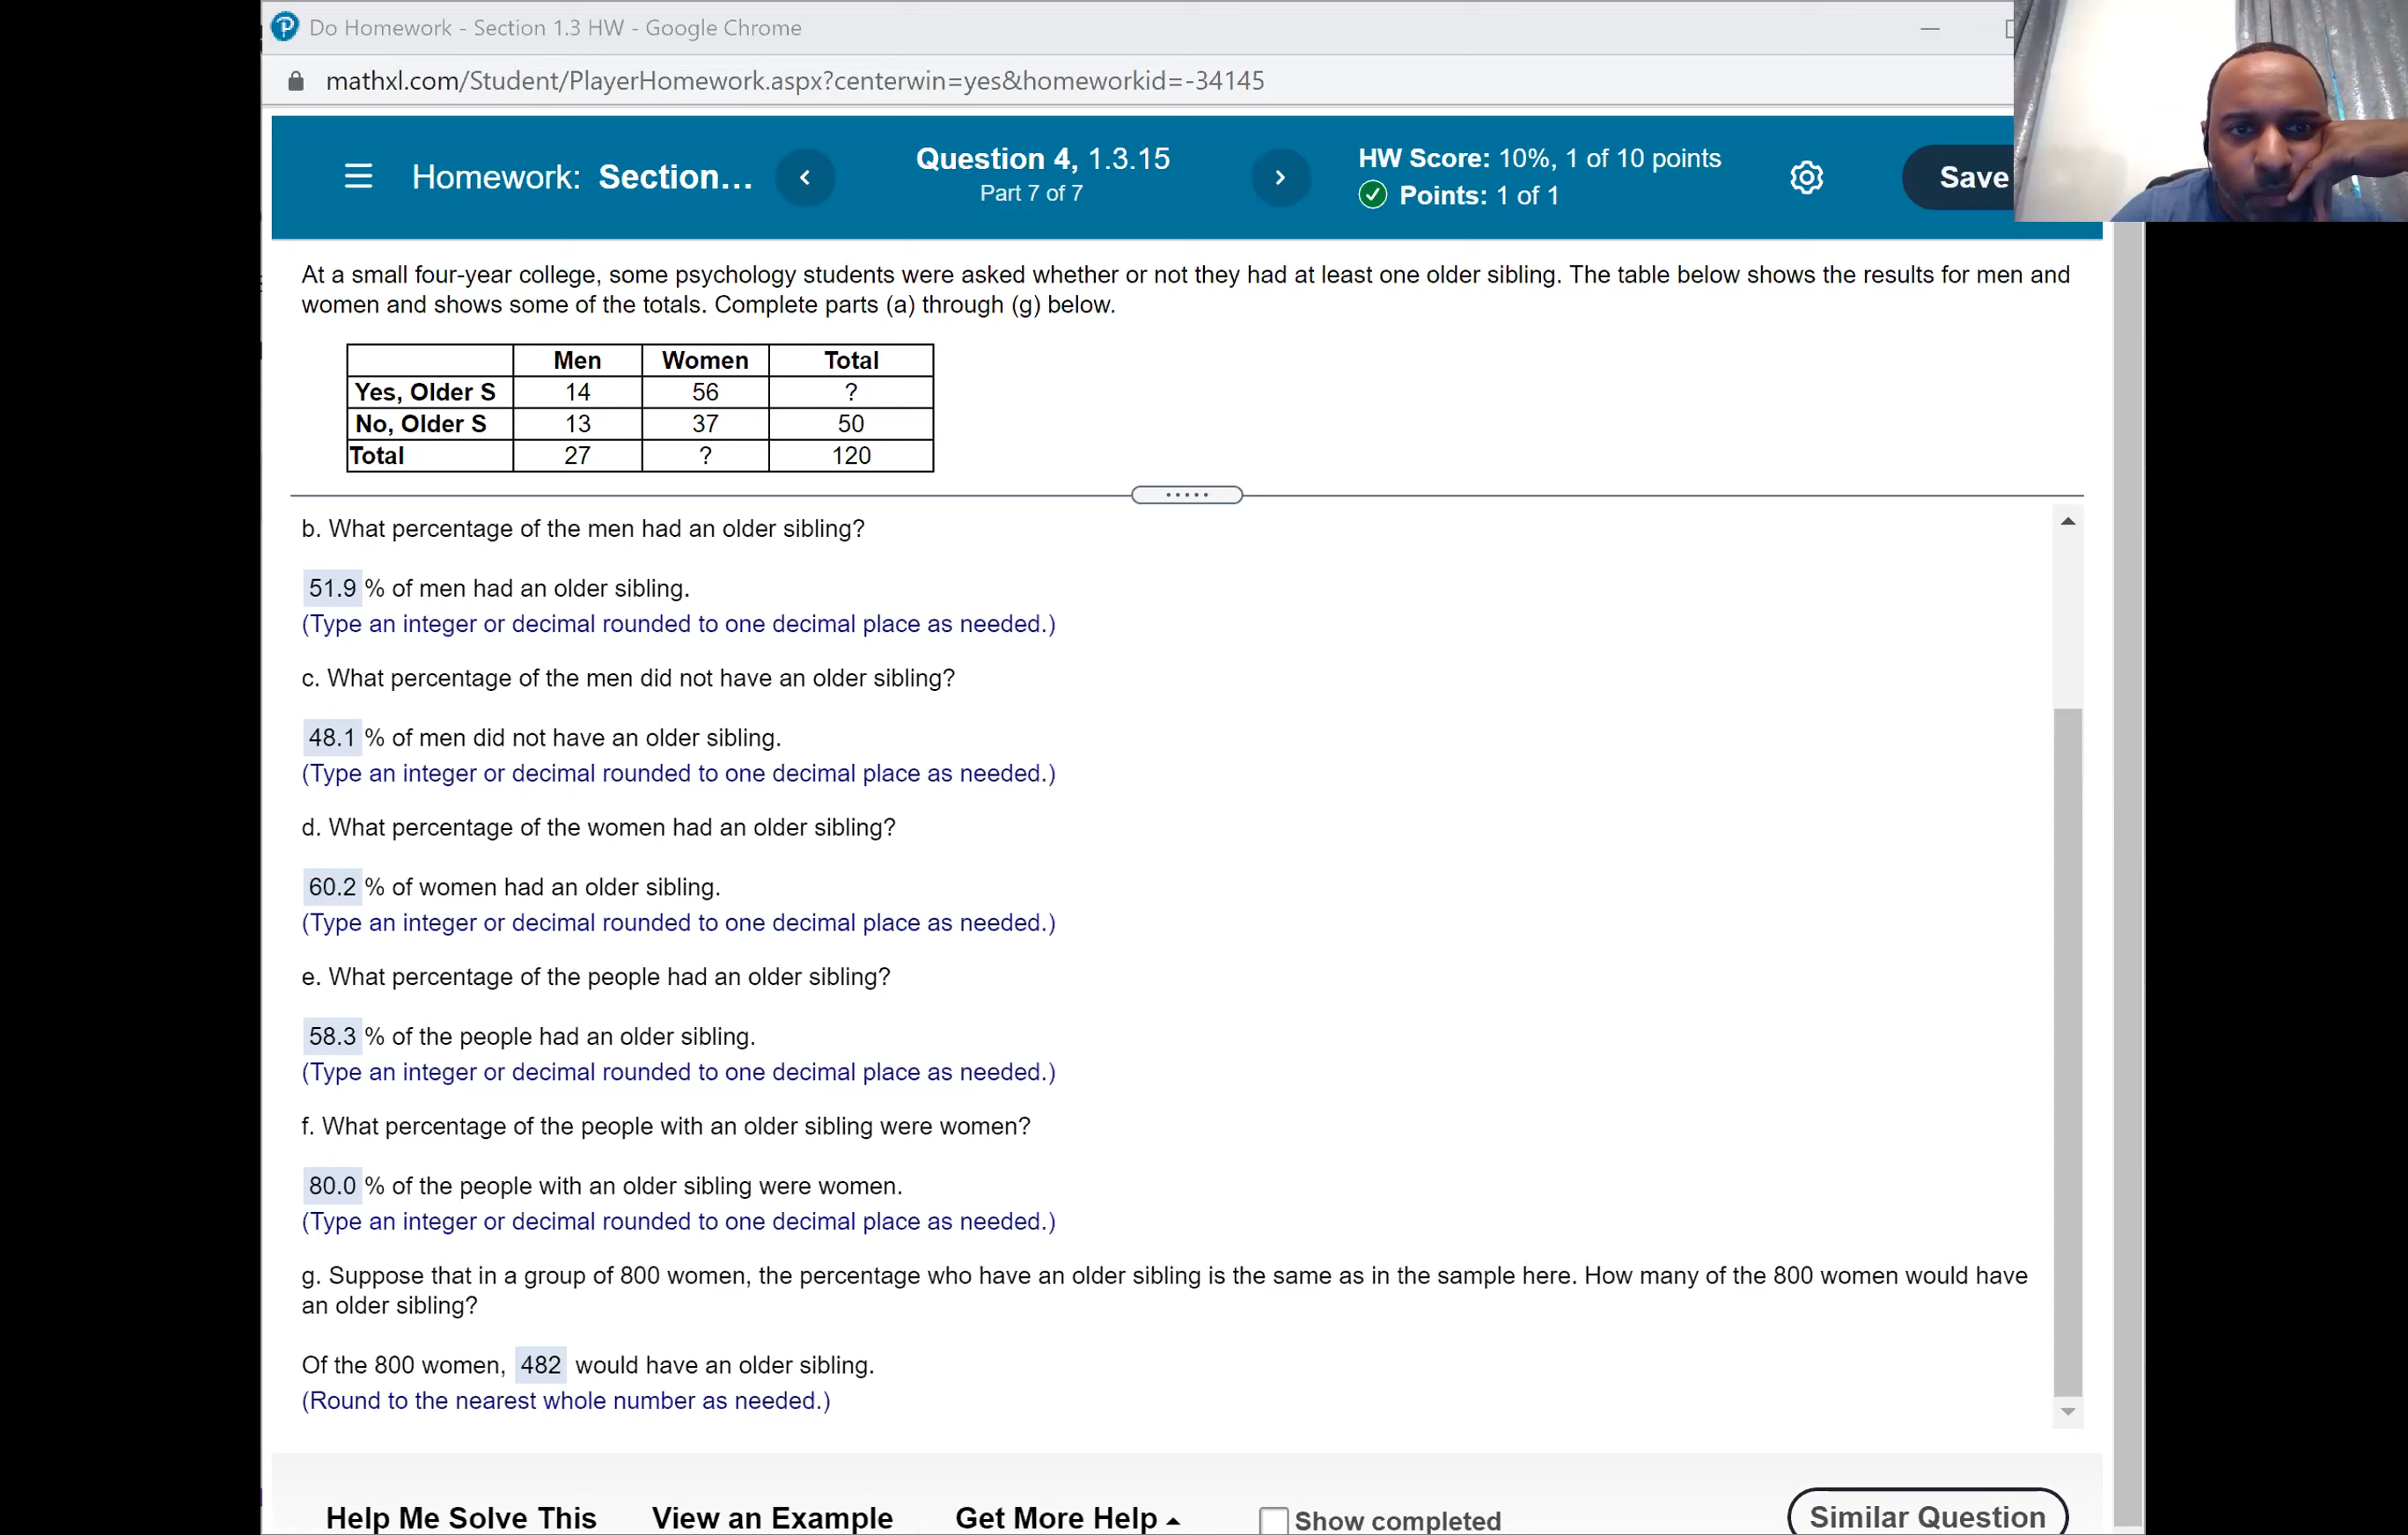 Do Homework - Section 1.3 HW - Google Chrome
mathxl.com/Student/PlayerHomework.aspx?centerwin=yes&homeworkid=-34145
Homework: Section...
Question 4, 1.3.15
Part 7 of 7
HW Score: 10%, 1 of 10 points
Points: 1 of 1
Save
At a small four-year college, some psychology students were asked whether or not they had at least one older sibling. The table below shows the results for men and
women and shows some of the totals. Complete parts (a) through (g) below.
Men Women Total
Yes, Older S 14 56 ?
No, Older S 13 37 50
Total 27 ? 120
b. What percentage of the men had an older sibling?
51.9 % of men had an older sibling.
(Type an integer or decimal rounded to one decimal place as needed.)
c. What percentage of the men did not have an older sibling?
48.1 % of men did not have an older sibling.
(Type an integer or decimal rounded to one decimal place as needed.)
d. What percentage of the women had an older sibling?
60.2 % of women had an older sibling.
(Type an integer or decimal rounded to one decimal place as needed.)
e. What percentage of the people had an older sibling?
58.3 % of the people had an older sibling.
(Type an integer or decimal rounded to one decimal place as needed.)
f. What percentage of the people with an older sibling were women?
80.0 % of the people with an older sibling were women.
(Type an integer or decimal rounded to one decimal place as needed.)
g. Suppose that in a group of 800 women, the percentage who have an older sibling is the same as in the sample here. How many of the 800 women would have
an older sibling?
Of the 800 women, 482 would have an older sibling.
(Round to the nearest whole number as needed.)
Help Me Solve This View an Example Get More Help Show completed Similar Question